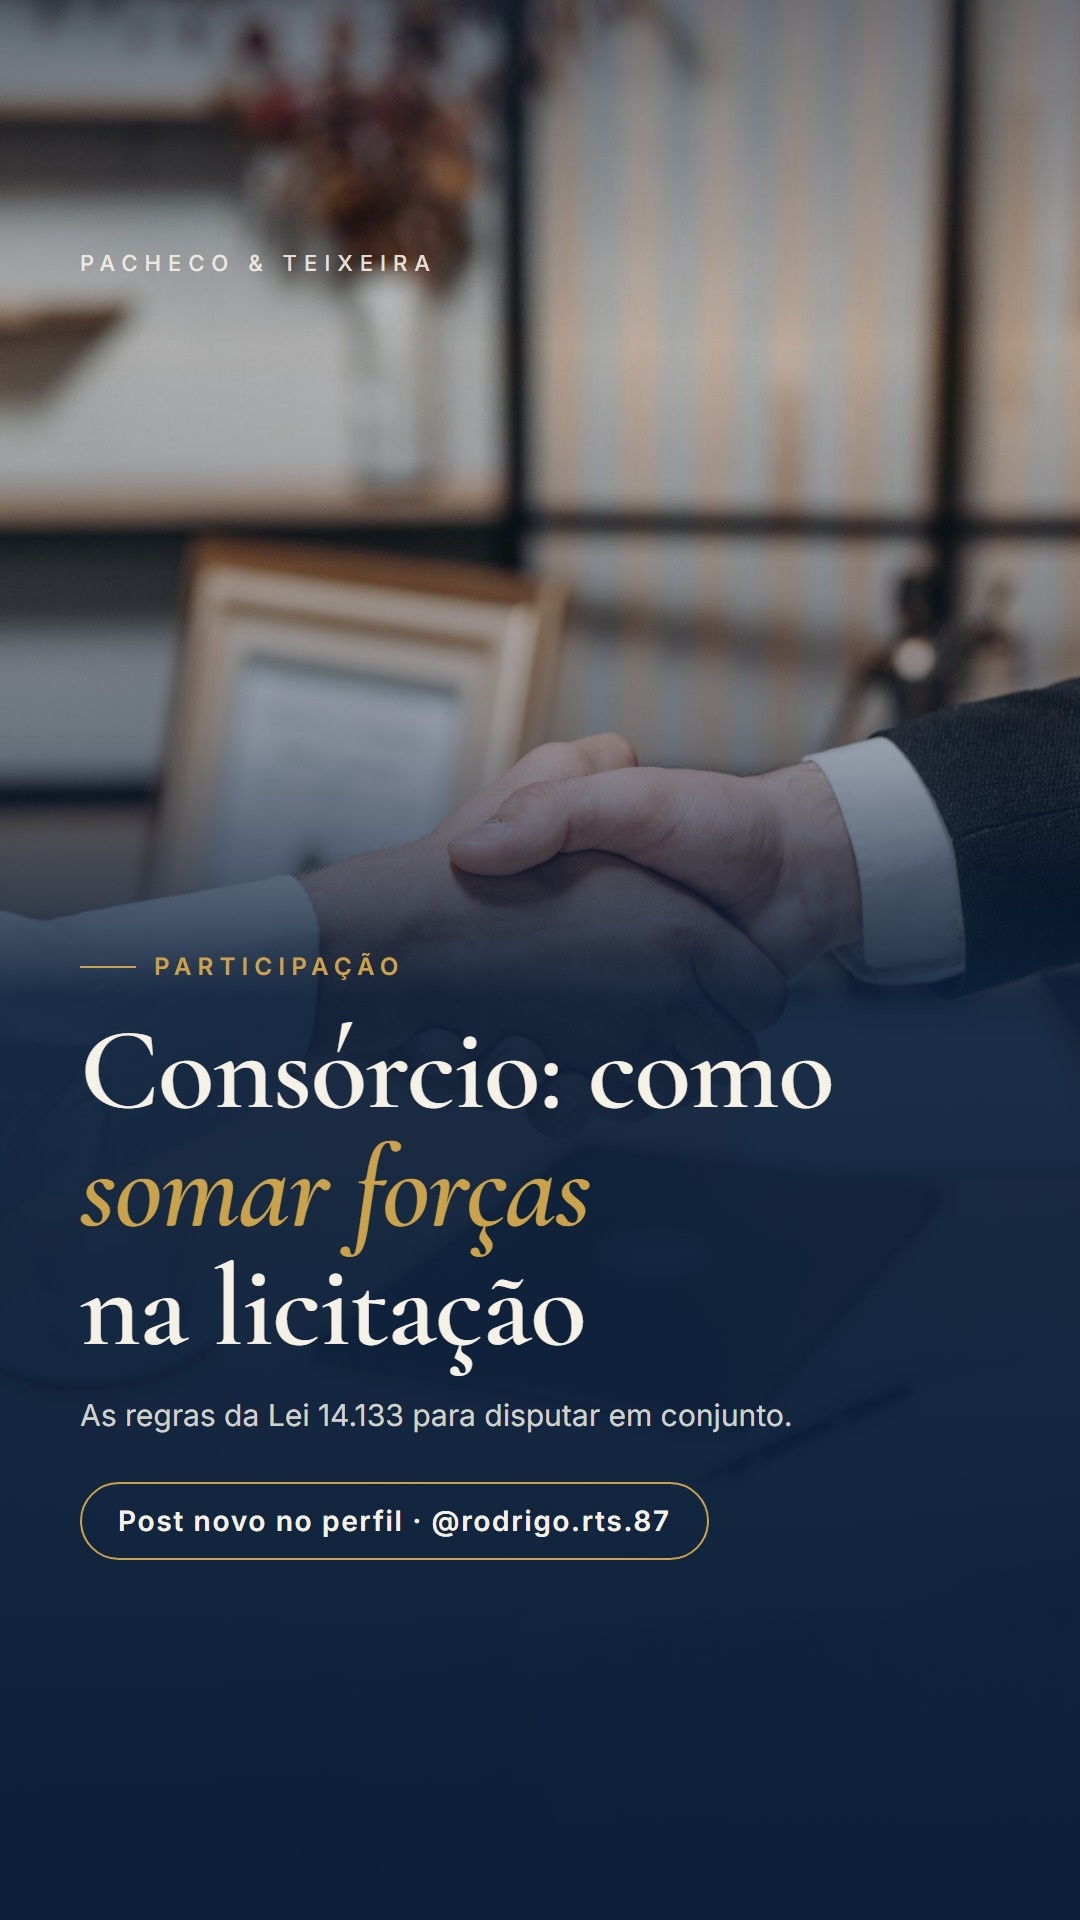 PACHECO & TEIXEIRA
PARTICIPAÇÃO
Consórcio: como
somar forças
na licitação
As regras da Lei 14.133 para disputar em conjunto.
Post novo no perfil · @rodrigo.rts.87